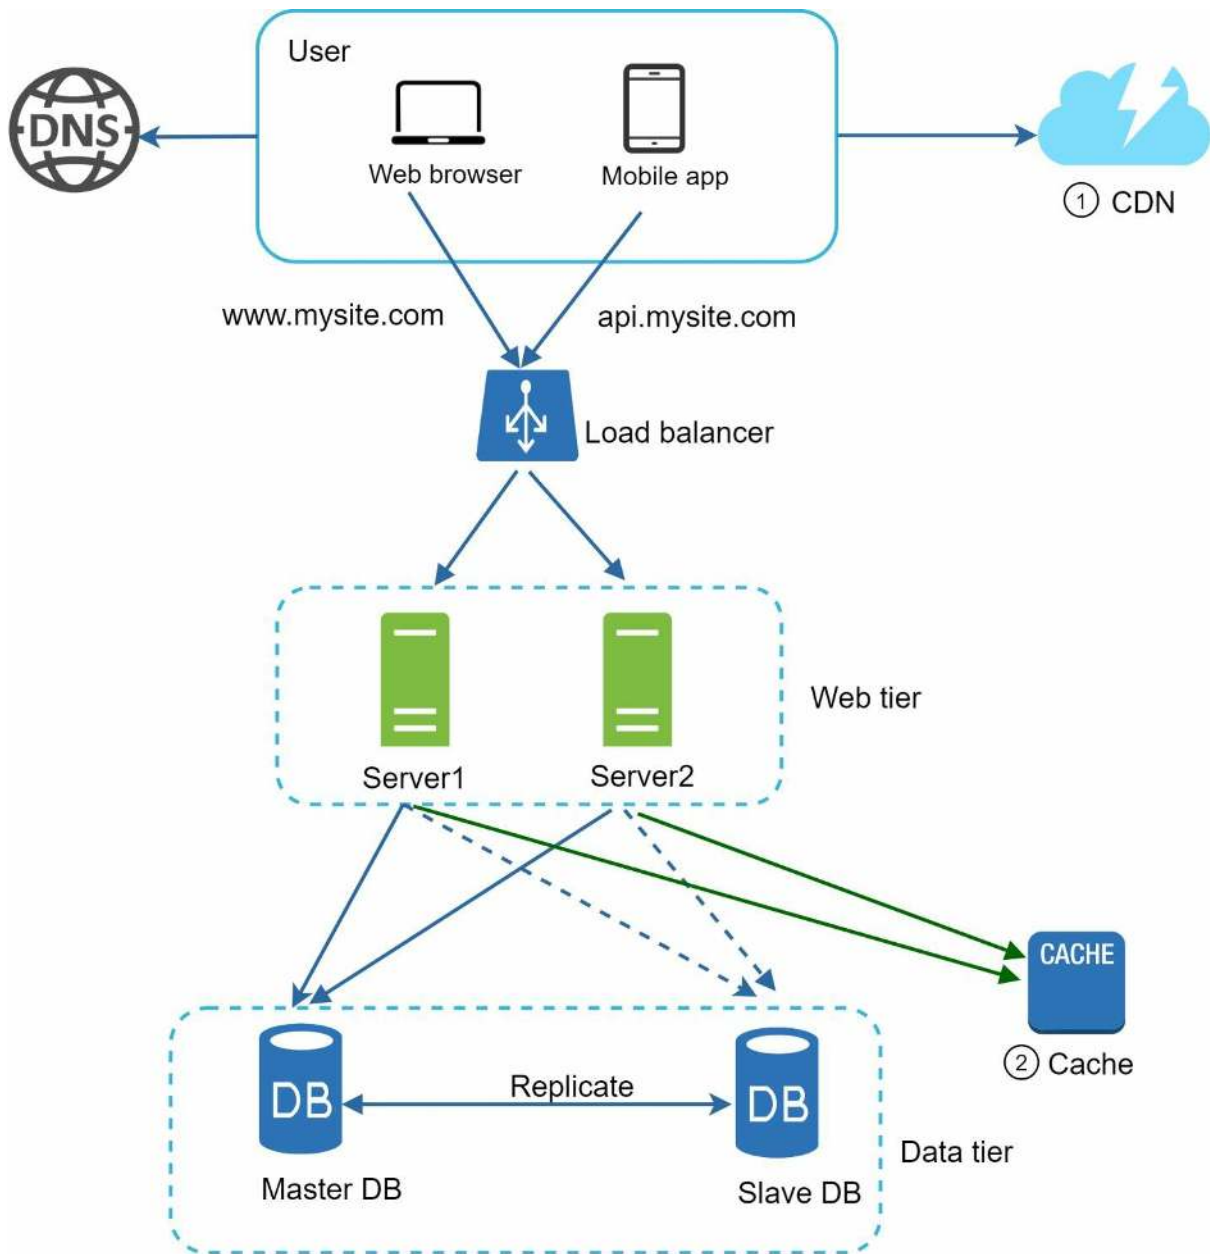 User
DNS
Web browser
Mobile app
1 CDN
www.mysite.com
api.mysite.com
Load balancer
Web tier
Server1
Server2
CACHE
2 Cache
Replicate
DB
DB
Data tier
Master DB
Slave DB